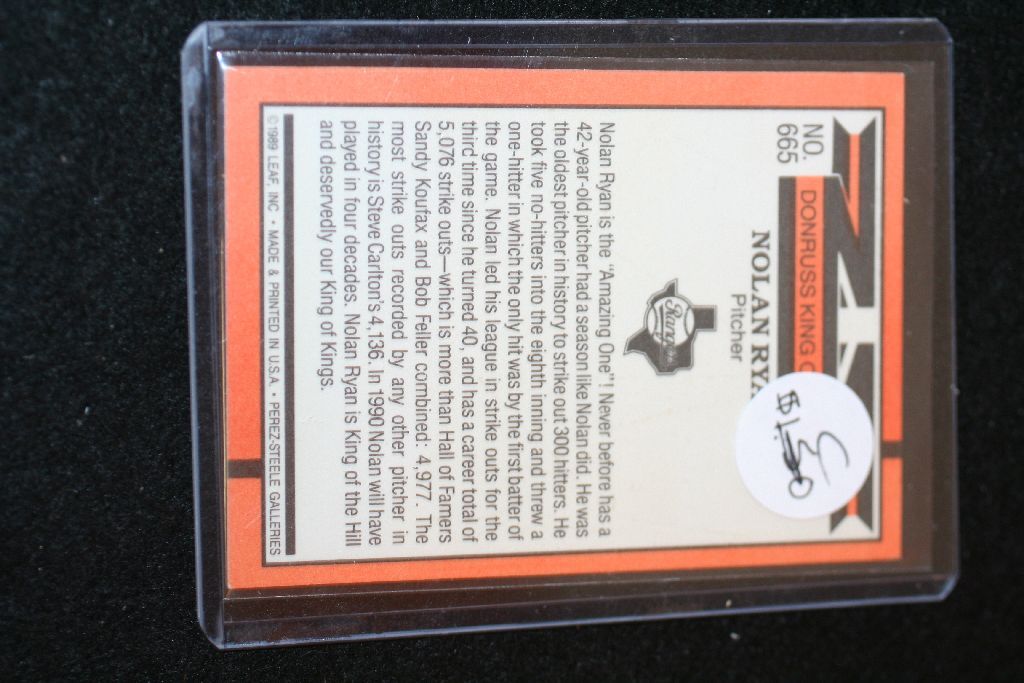 NO.
665
DONRUSS KING O
NOLAN RYA
Pitcher
Rangers
Nolan Ryan is the "Amazing One"! Never before has a
42-year-old pitcher had a season like Nolan did. He was
the oldest pitcher in history to strike out 300 hitters. He
took five no-hitters into the eighth inning and threw a
one-hitter in which the only hit was by the first batter of
the game. Nolan led his league in strike outs for the
third time since he turned 40, and has a career total of
5,076 strike outs—which is more than Hall of Famers
Sandy Koufax and Bob Feller combined: 4,977. The
most strike outs recorded by any other pitcher in
history is Steve Carlton's 4,136. In 1990 Nolan will have
played in four decades. Nolan Ryan is King of the Hill
and deservedly our King of Kings.
© 1989 LEAF, INC • MADE & PRINTED IN U.S.A. • PEREZ-STEELE GALLERIES